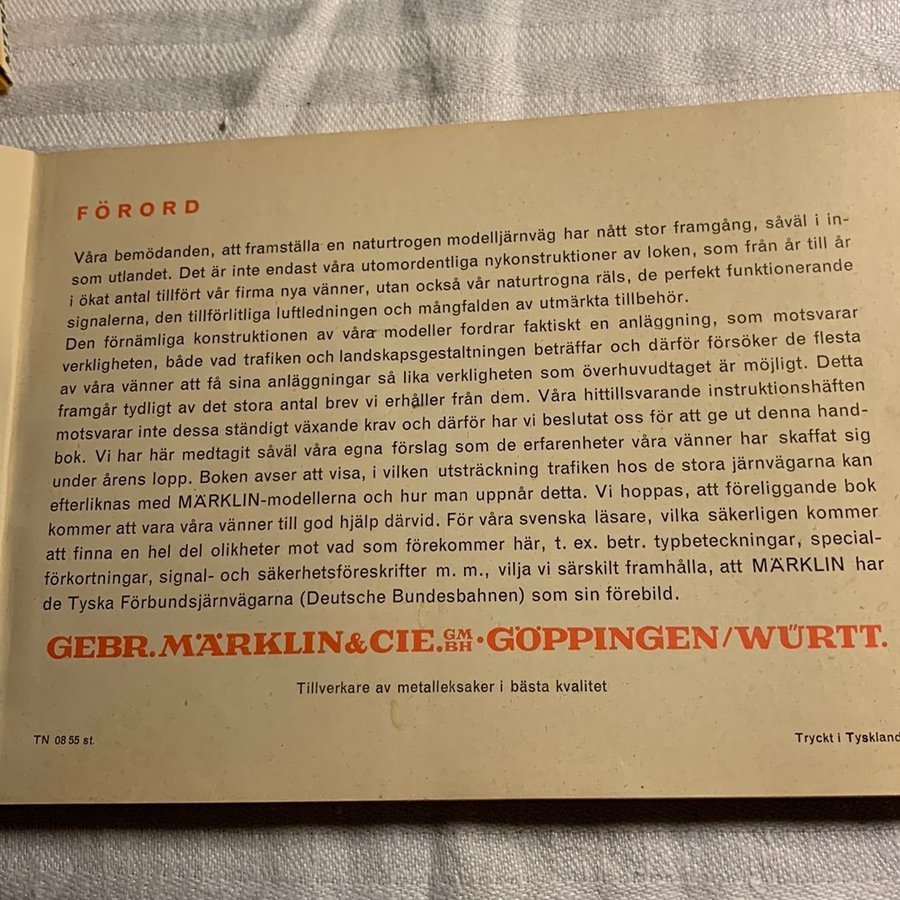 FÖRORD
Våra bemödanden, att framställa en naturtrogen modelljärnväg har nått stor framgång, såväl i in-
som utlandet. Det är inte endast våra utomordentliga nykonstruktioner av loken, som från år till år
i ökat antal tillfört vår firma nya vänner, utan också vår naturtrogna räls, de perfekt funktionerande
signalerna, den tillförlitliga luftledningen och mångfalden av utmärkta tillbehör.
Den förnämliga konstruktionen av våra modeller fordrar faktiskt en anläggning, som motsvarar
verkligheten, både vad trafiken och landskapsgestaltningen beträffar och därför försöker de flesta
av våra vänner att få sina anläggningar så lika verkligheten som överhuvudtaget är möjligt. Detta
framgår tydligt av det stora antal brev vi erhåller från dem. Våra hittillsvarande instruktionshäften
motsvarar inte dessa ständigt växande krav och därför har vi beslutat oss för att ge ut denna hand-
bok. Vi har här medtagit såväl våra egna förslag som de erfarenheter våra vänner har skaffat sig
under årens lopp. Boken avser att visa, i vilken utsträckning trafiken hos de stora järnvägarna kan
efterliknas med MÄRKLIN-modellerna och hur man uppnår detta. Vi hoppas, att föreliggande bok
kommer att vara våra vänner till god hjälp därvid. För våra svenska läsare, vilka säkerligen kommer
att finna en hel del olikheter mot vad som förekommer här, t. ex. betr. typbeteckningar, special-
förkortningar, signal- och säkerhetsföreskrifter m. m., vilja vi särskilt framhålla, att MÄRKLIN har
de Tyska Förbundsjärnvägarna (Deutsche Bundesbahnen) som sin förebild.
GEBR. MÄRKLIN & CIE. GMBH · GÖPPINGEN/WÜRTT.
Tillverkare av metalleksaker i bästa kvalitet
TN 0855 st.
Tryckt i Tyskland